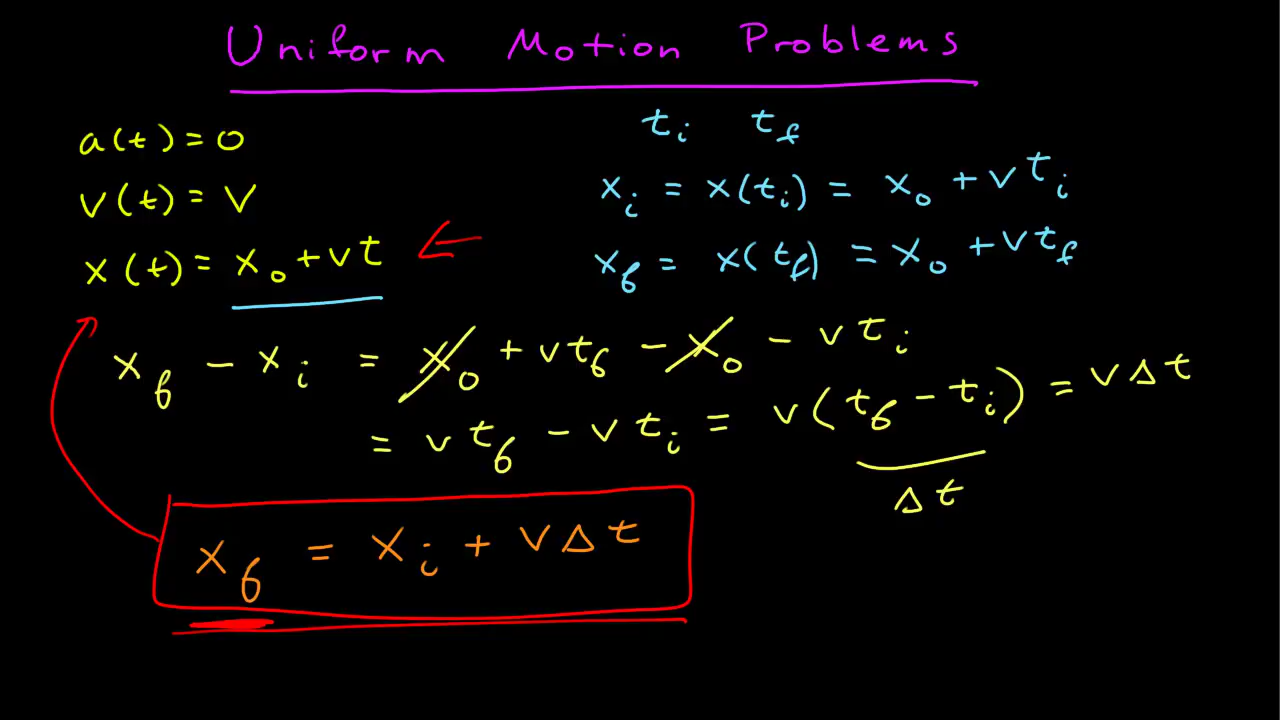 Uniform Motion Problems
a(t) = 0
v(t) = v
x(t) = x₀ + vt
tᵢ t_f
xᵢ = x(tᵢ) = x₀ + vtᵢ
x_f = x(t_f) = x₀ + vt_f
x_f - xᵢ = x₀ + vt_f - x₀ - vtᵢ
= vt_f - vtᵢ = v(t_f - tᵢ) = vΔt
Δt
x_f = xᵢ + vΔt